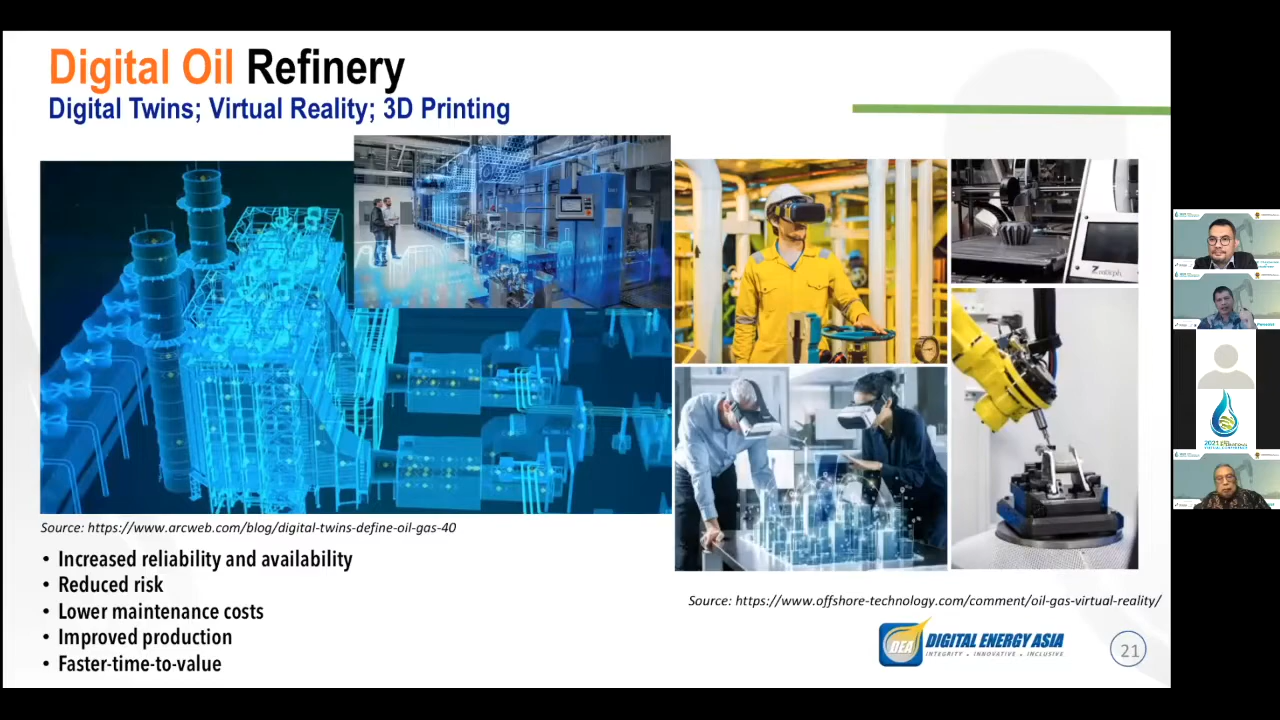 Digital Oil Refinery
Digital Twins; Virtual Reality; 3D Printing
Source: https://www.arcweb.com/blog/digital-twins-define-oil-gas-40
• Increased reliability and availability
• Reduced risk
• Lower maintenance costs
• Improved production
• Faster-time-to-value
Source: https://www.offshore-technology.com/comment/oil-gas-virtual-reality/
DEA
DIGITAL ENERGY ASIA
INTEGRITY • INNOVATIVE • INCLUSIVE
21
2021